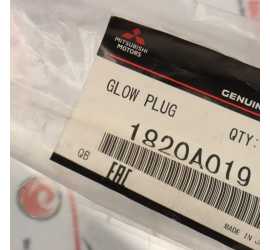 MITSUBISHI
MOTORS
GENUIN
GLOW PLUG
QTY:
1820A019
QB
EAC
MADE IN